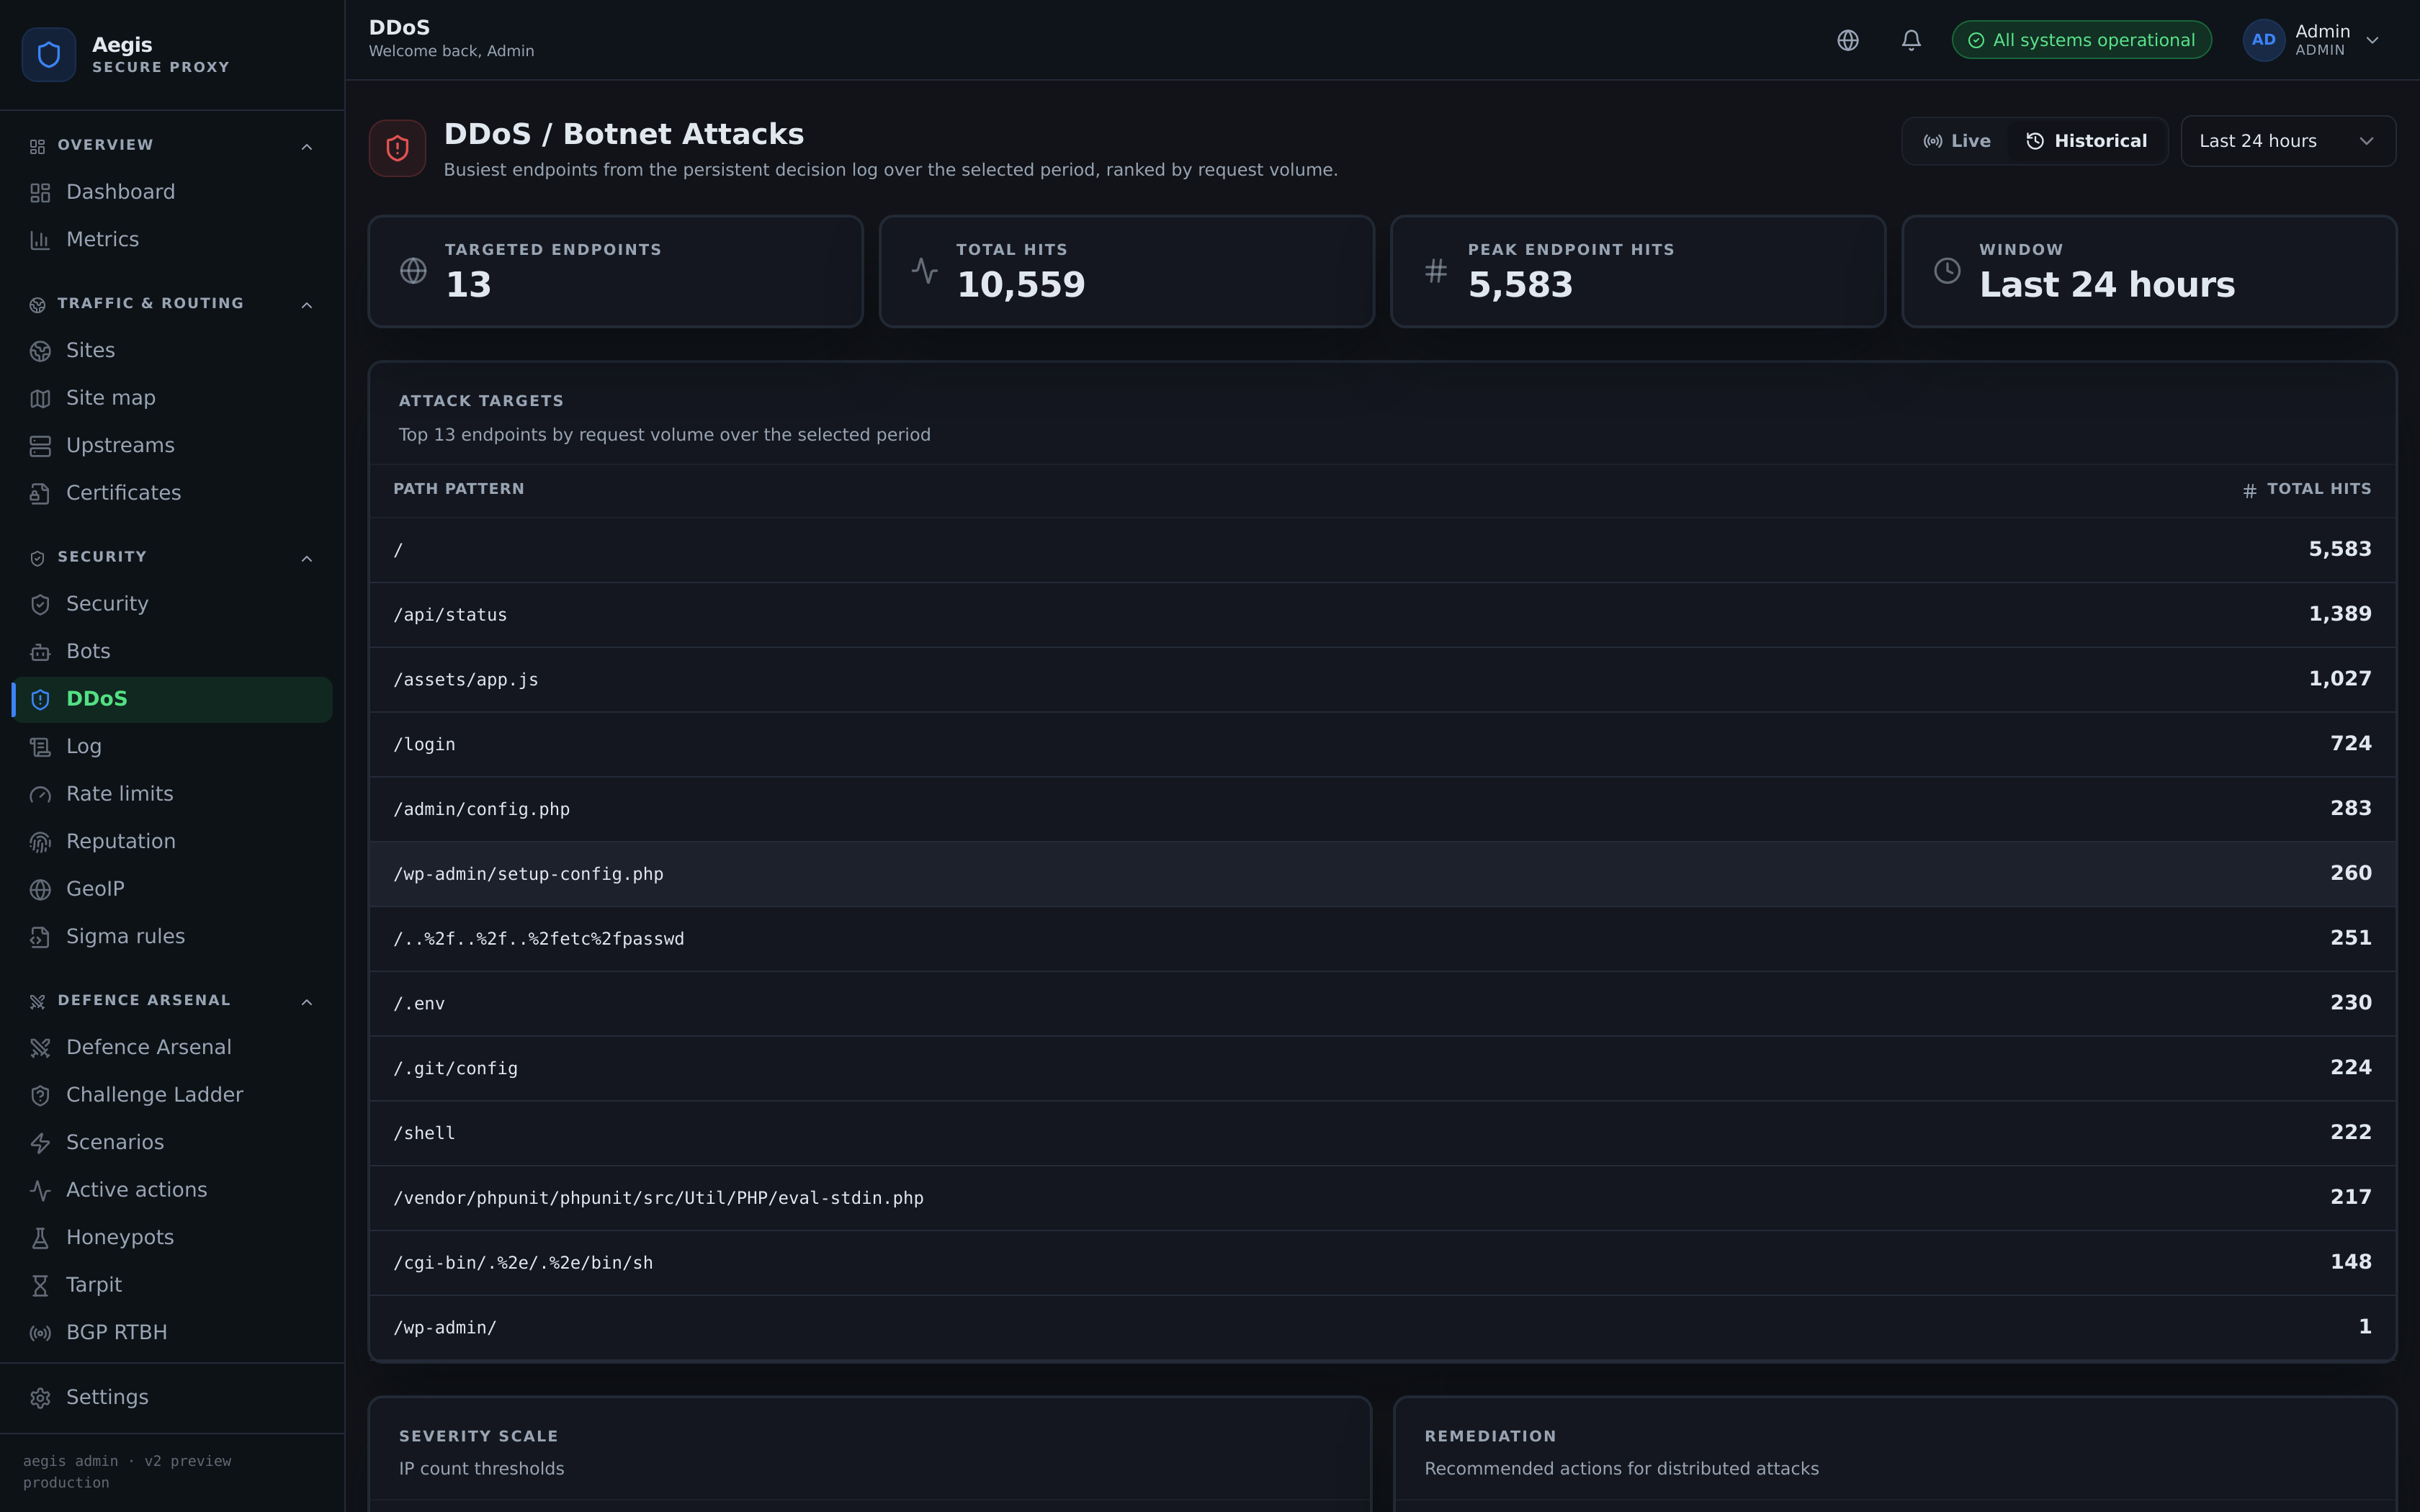 Aegis
SECURE PROXY
OVERVIEW
Dashboard
Metrics
TRAFFIC & ROUTING
Sites
Site map
Upstreams
Certificates
SECURITY
Security
Bots
DDoS
Log
Rate limits
Reputation
GeoIP
Sigma rules
DEFENCE ARSENAL
Defence Arsenal
Challenge Ladder
Scenarios
Active actions
Honeypots
Tarpit
BGP RTBH
Settings
aegis admin · v2 preview
production
DDoS
Welcome back, Admin
All systems operational
AD
Admin
ADMIN
DDoS / Botnet Attacks
Busiest endpoints from the persistent decision log over the selected period, ranked by request volume.
Live
Historical
Last 24 hours
TARGETED ENDPOINTS
13
TOTAL HITS
10,559
PEAK ENDPOINT HITS
5,583
WINDOW
Last 24 hours
ATTACK TARGETS
Top 13 endpoints by request volume over the selected period
PATH PATTERN # TOTAL HITS
/ 5,583
/api/status 1,389
/assets/app.js 1,027
/login 724
/admin/config.php 283
/wp-admin/setup-config.php 260
/..%2f..%2f..%2fetc%2fpasswd 251
/.env 230
/.git/config 224
/shell 222
/vendor/phpunit/phpunit/src/Util/PHP/eval-stdin.php 217
/cgi-bin/.%2e/.%2e/bin/sh 148
/wp-admin/ 1
SEVERITY SCALE
IP count thresholds
REMEDIATION
Recommended actions for distributed attacks